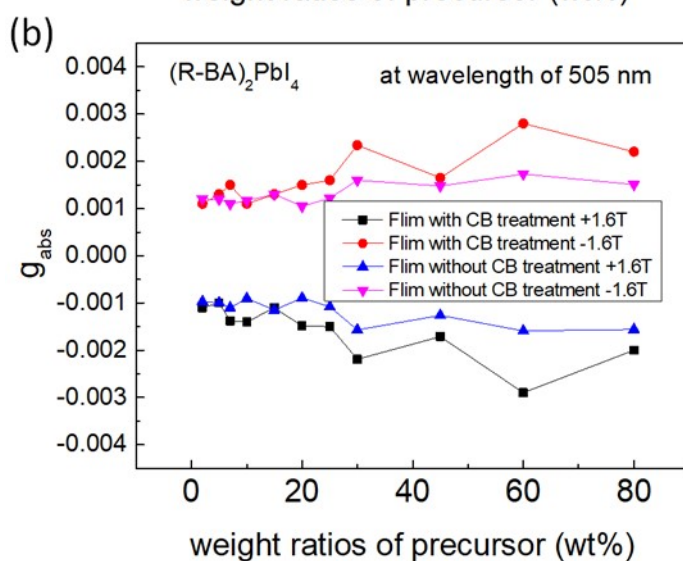 (b)
(R-BA)₂PbI₄
at wavelength of 505 nm
0.004
0.003
0.002
0.001
0.000
-0.001
-0.002
-0.003
-0.004
g_abs
Flim with CB treatment +1.6T
Flim with CB treatment -1.6T
Flim without CB treatment +1.6T
Flim without CB treatment -1.6T
0 20 40 60 80
weight ratios of precursor (wt%)